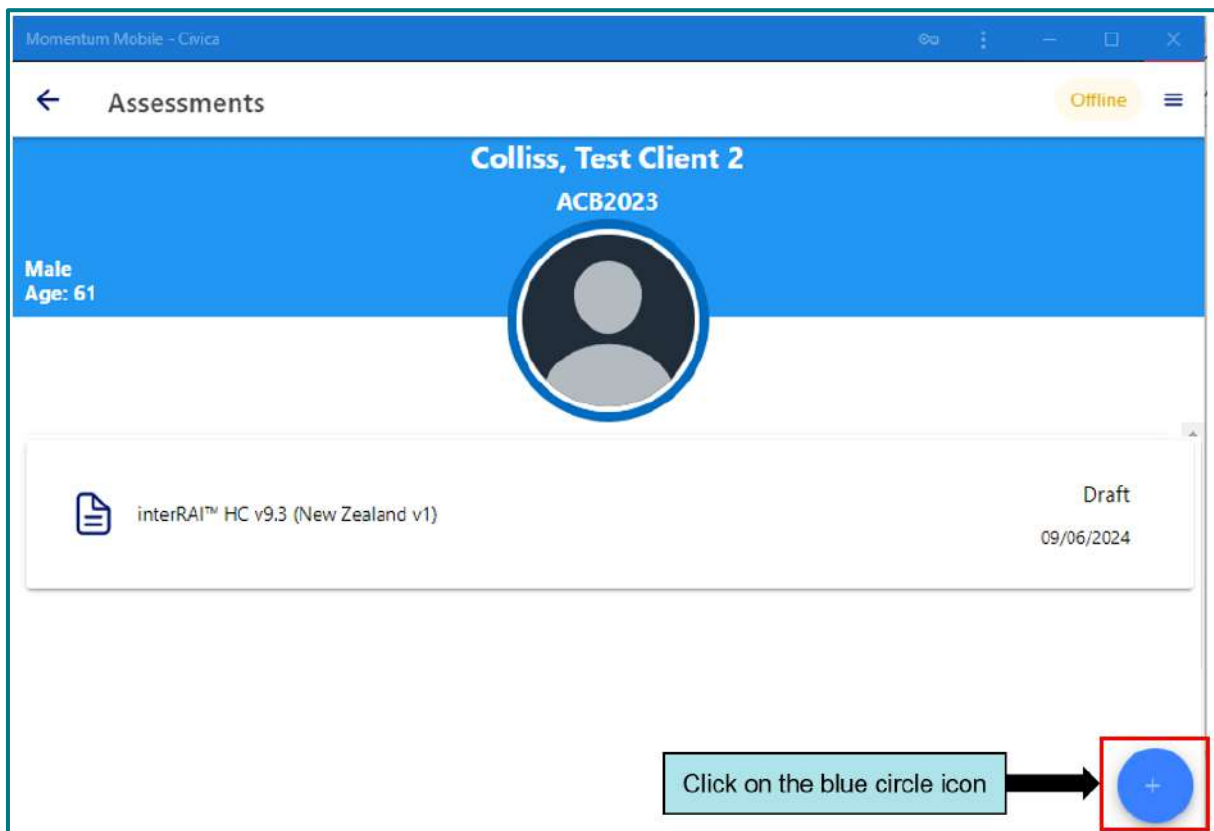 Momentum Mobile - Civica
Assessments
Offline
Colliss, Test Client 2
ACB2023
Male
Age: 61
interRAI™ HC v9.3 (New Zealand v1)
Draft
09/06/2024
Click on the blue circle icon